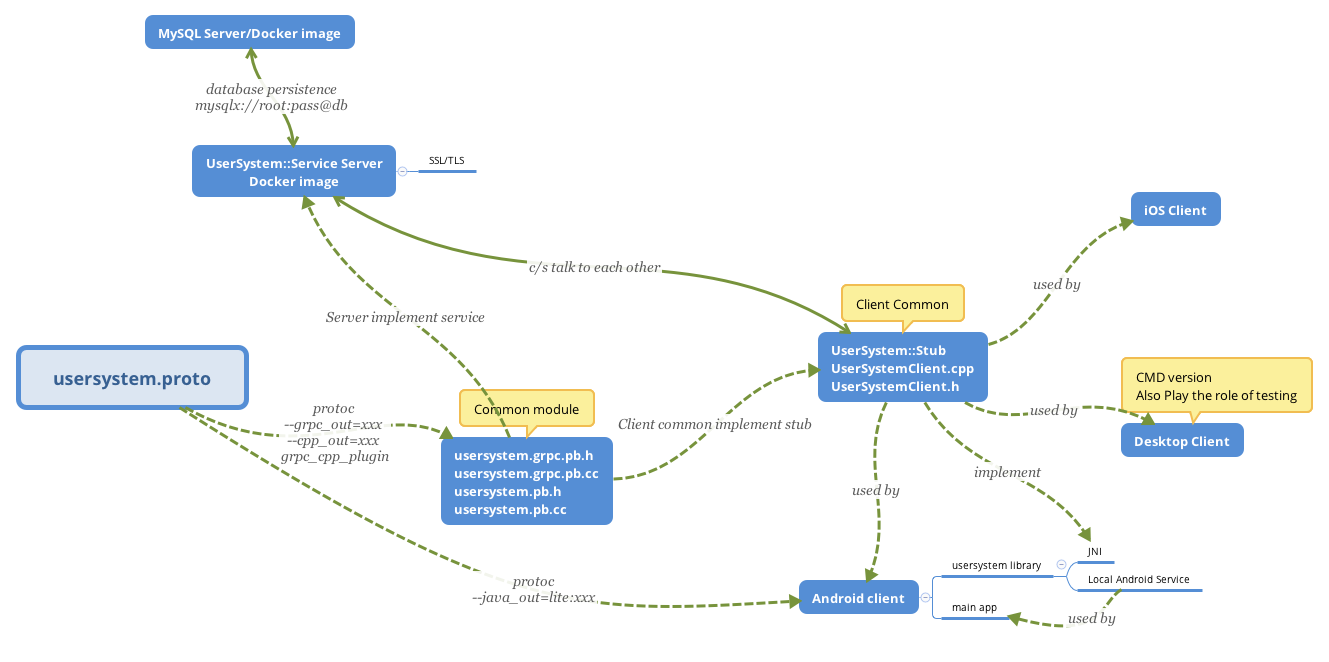 MySQL Server/Docker image
database persistence
mysqlx://root:pass@db
UserSystem::Service Server
Docker image
SSL/TLS
iOS Client
c/s talk to each other
used by
Client Common
Server implement service
UserSystem::Stub
UserSystemClient.cpp
UserSystemClient.h
usersystem.proto
CMD version
Also Play the role of testing
protoc
--grpc_out=xxx
--cpp_out=xxx
grpc_cpp_plugin
Common module
Client common implement stub
used by
Desktop Client
usersystem.grpc.pb.h
usersystem.grpc.pb.cc
usersystem.pb.h
usersystem.pb.cc
implement
used by
JNI
usersystem library
Local Android Service
protoc
--java_out=lite:xxx
Android client
main app
used by